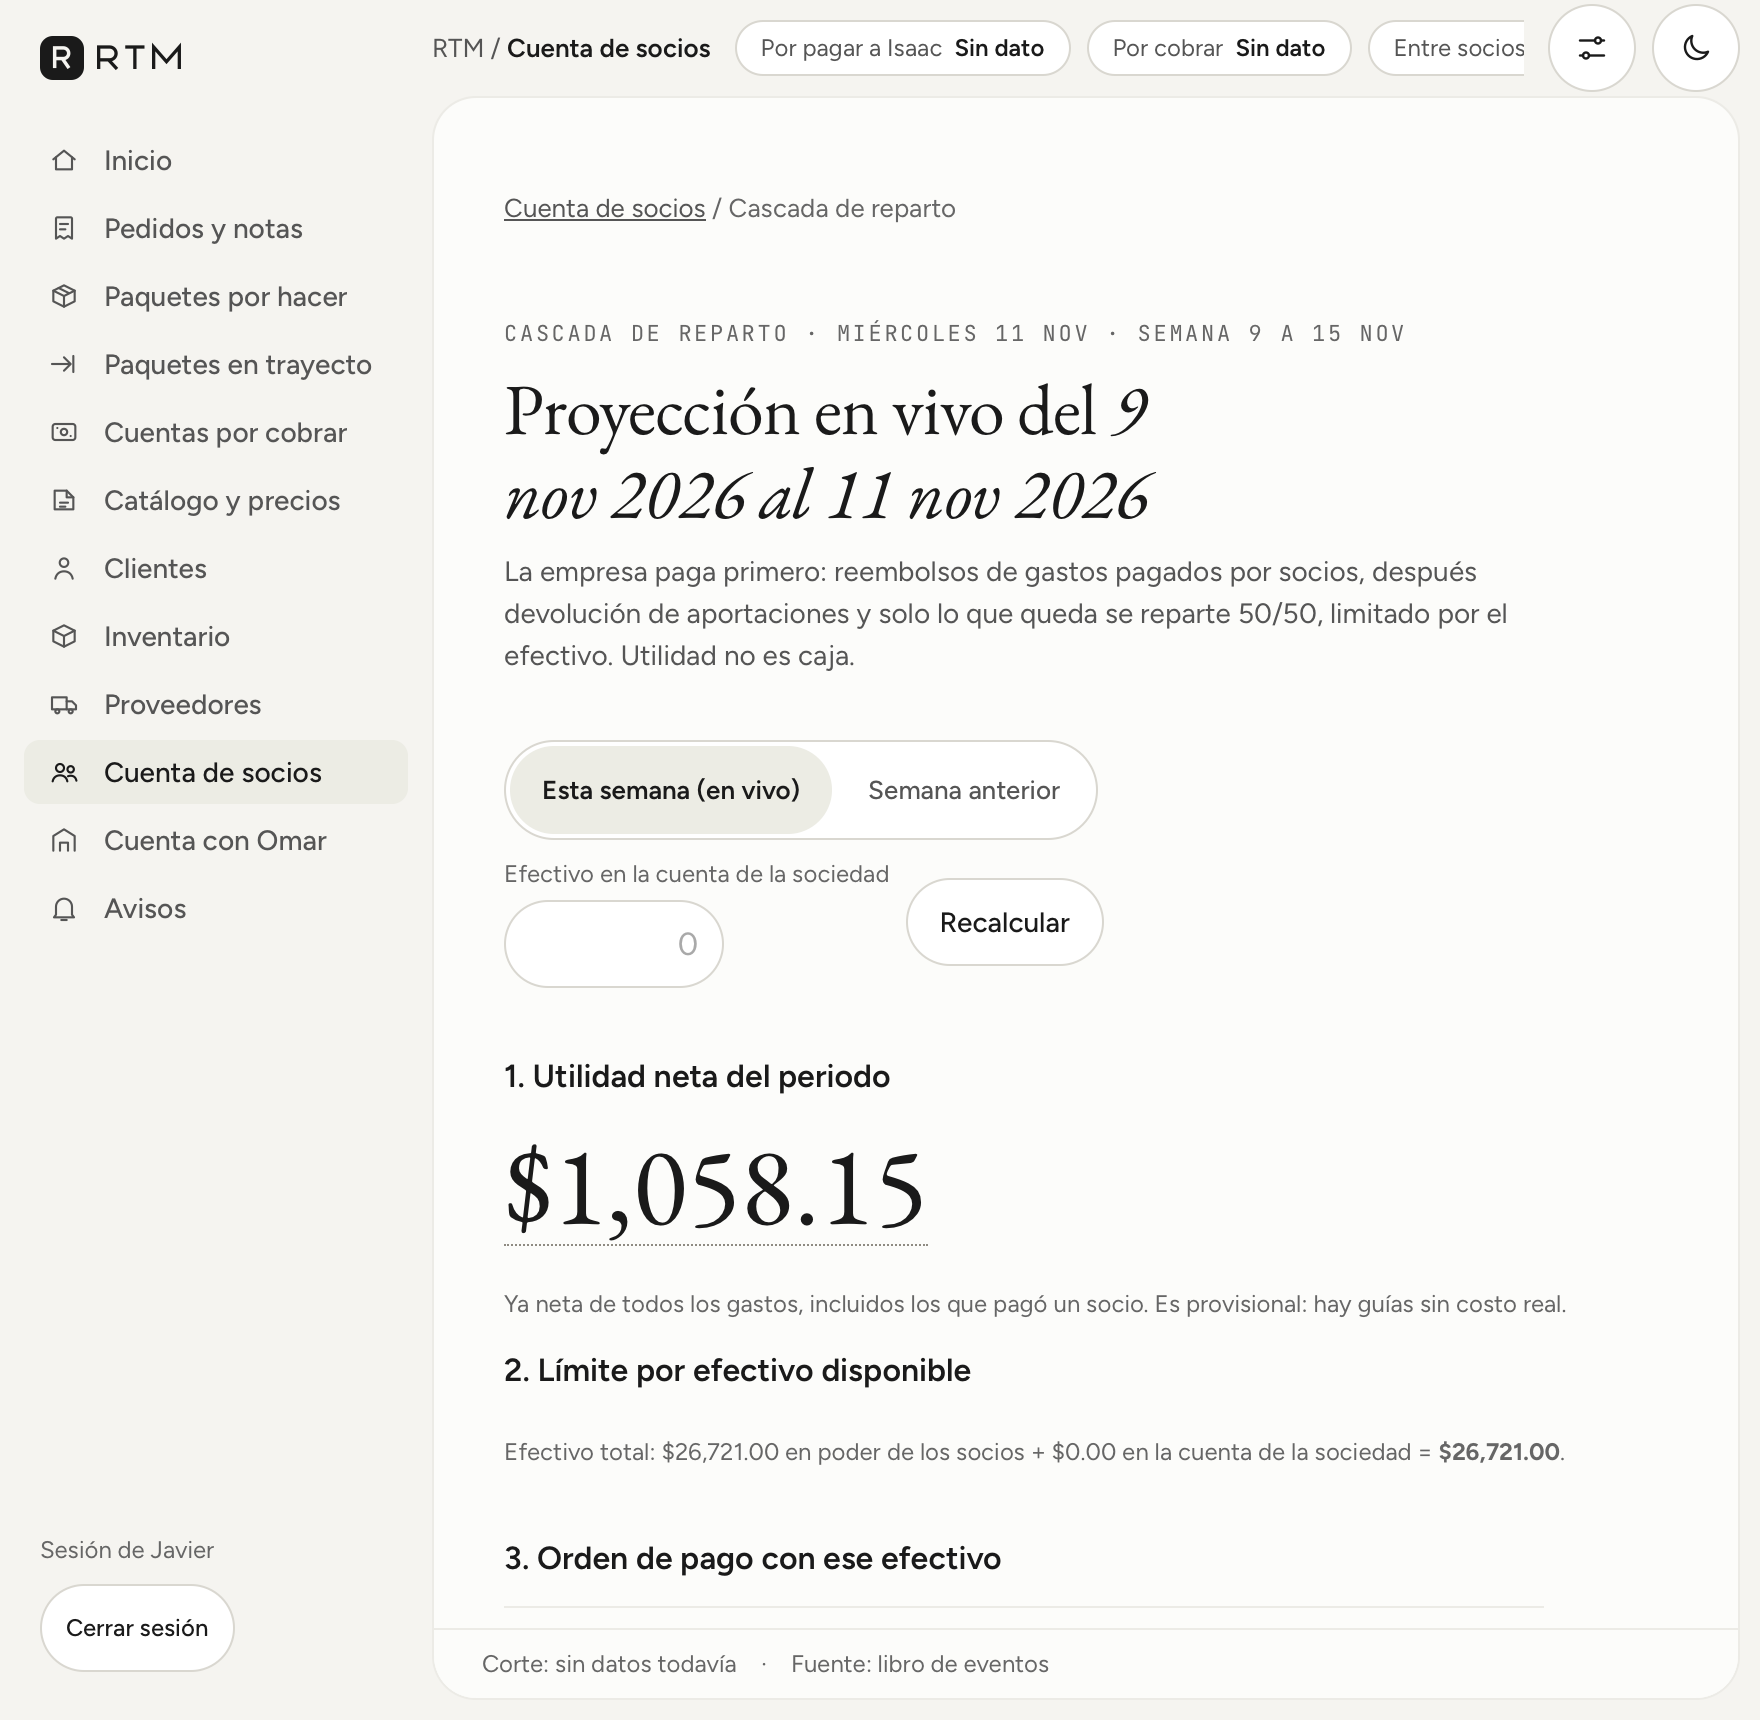 R RTM
Inicio
Pedidos y notas
Paquetes por hacer
Paquetes en trayecto
Cuentas por cobrar
Catálogo y precios
Clientes
Inventario
Proveedores
Cuenta de socios
Cuenta con Omar
Avisos
Sesión de Javier
Cerrar sesión
RTM / Cuenta de socios
Por pagar a Isaac Sin dato
Por cobrar Sin dato
Entre socios
Cuenta de socios / Cascada de reparto
CASCADA DE REPARTO · MIÉRCOLES 11 NOV · SEMANA 9 A 15 NOV
Proyección en vivo del 9
nov 2026 al 11 nov 2026
La empresa paga primero: reembolsos de gastos pagados por socios, después
devolución de aportaciones y solo lo que queda se reparte 50/50, limitado por el
efectivo. Utilidad no es caja.
Esta semana (en vivo)
Semana anterior
Efectivo en la cuenta de la sociedad
0
Recalcular
1. Utilidad neta del periodo
$1,058.15
Ya neta de todos los gastos, incluidos los que pagó un socio. Es provisional: hay guías sin costo real.
2. Límite por efectivo disponible
Efectivo total: $26,721.00 en poder de los socios + $0.00 en la cuenta de la sociedad = $26,721.00.
3. Orden de pago con ese efectivo
Corte: sin datos todavía · Fuente: libro de eventos